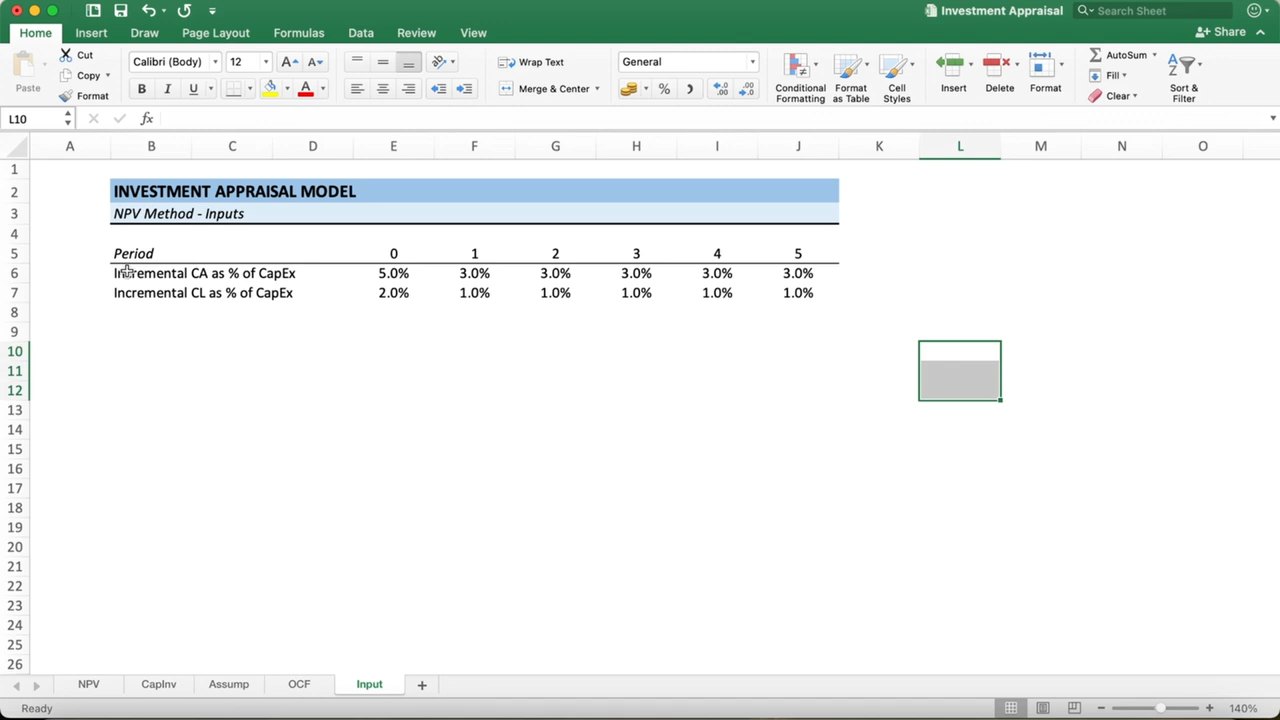 Investment Appraisal
Search Sheet
Home Insert Draw Page Layout Formulas Data Review View Share
Paste Cut Copy Format
Calibri (Body) 12 A A
B I U A
Wrap Text
Merge & Center
General
%
Conditional Formatting
Format as Table
Cell Styles
Insert Delete Format
AutoSum
Fill
Clear
Sort & Filter
L10 fx
A B C D E F G H I J K L M N O
1
2 INVESTMENT APPRAISAL MODEL
3 NPV Method - Inputs
4
5 Period 0 1 2 3 4 5
6 Incremental CA as % of CapEx 5.0% 3.0% 3.0% 3.0% 3.0% 3.0%
7 Incremental CL as % of CapEx 2.0% 1.0% 1.0% 1.0% 1.0% 1.0%
8
9
10
11
12
13
14
15
16
17
18
19
20
21
22
23
24
25
26
NPV CapInv Assump OCF Input +
Ready 140%